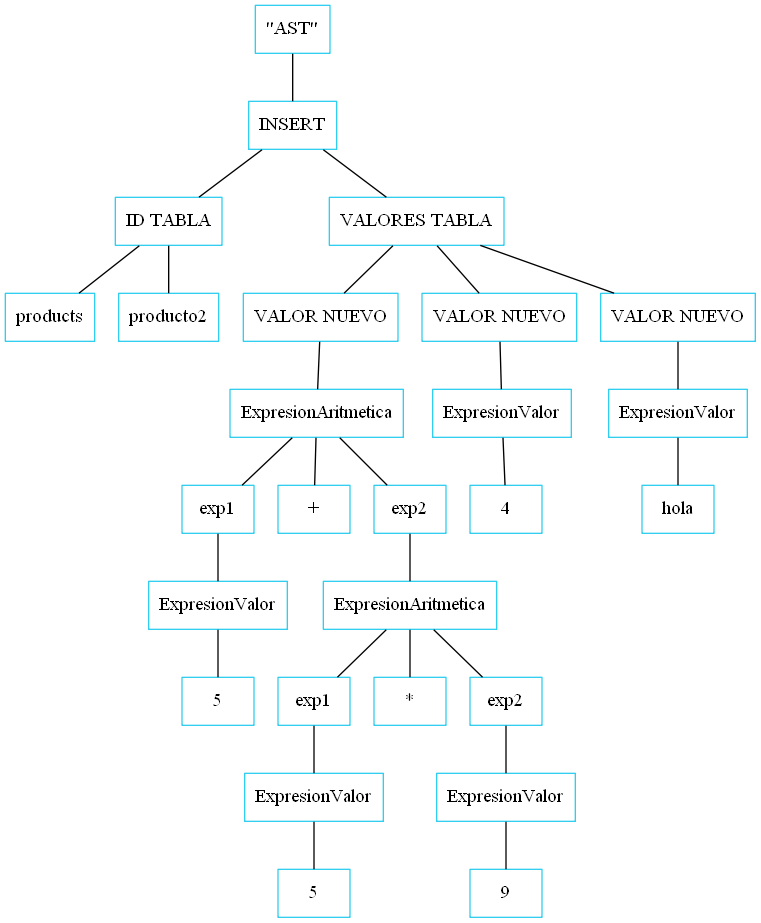 "AST"
INSERT
ID TABLA
VALORES TABLA
products
producto2
VALOR NUEVO
VALOR NUEVO
VALOR NUEVO
ExpresionAritmetica
ExpresionValor
ExpresionValor
exp1
+
exp2
4
hola
ExpresionValor
ExpresionAritmetica
5
exp1
*
exp2
ExpresionValor
ExpresionValor
5
9